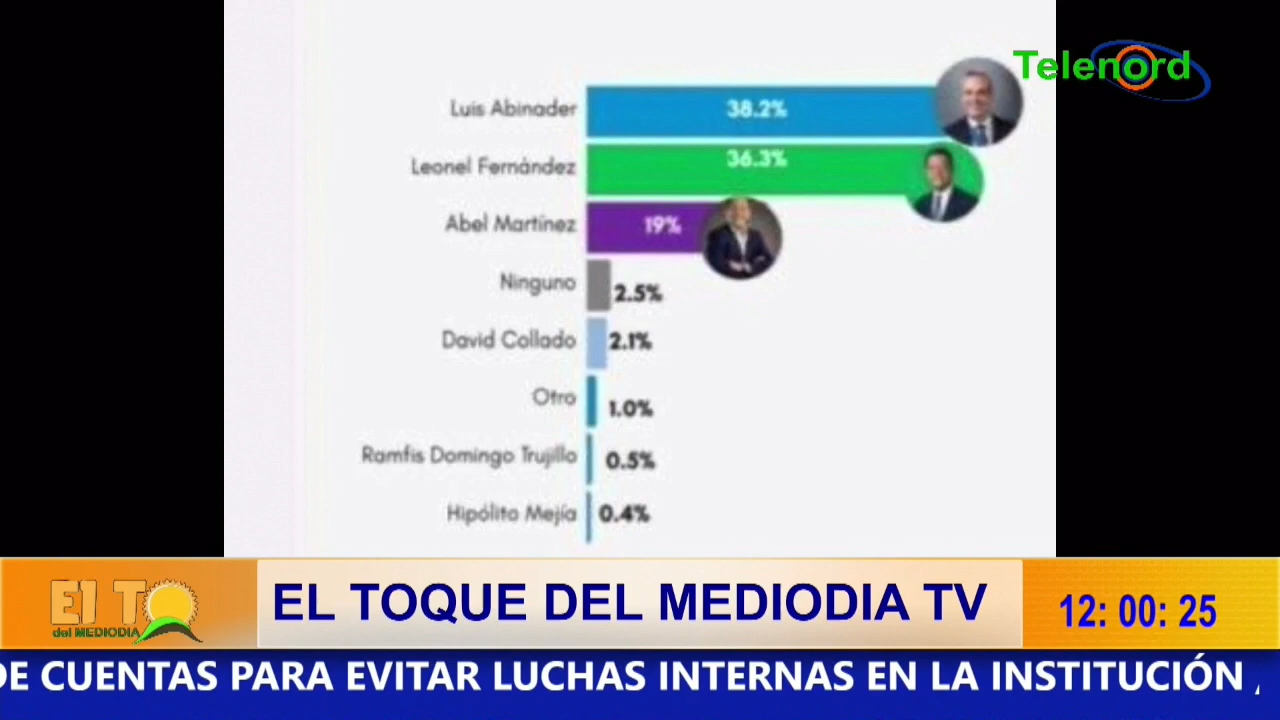 Telenord
Luis Abinader 38.2%
Leonel Fernández 36.3%
Abel Martínez 19%
Ninguno 2.5%
David Collado 2.1%
Otro 1.0%
Ramfis Domingo Trujillo 0.5%
Hipólito Mejía 0.4%
El TO
del MEDIODIA
EL TOQUE DEL MEDIODIA TV
12: 00: 25
DE CUENTAS PARA EVITAR LUCHAS INTERNAS EN LA INSTITUCIÓN